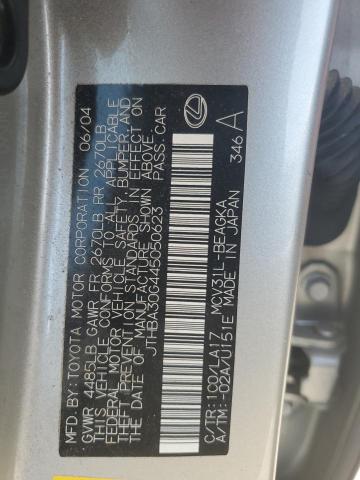 MFD.BY:TOYOTA MOTOR CORPORATION 06/04
GVWR 4485LB GAWR FR 2670LB RR 2670LB
THIS VEHICLE CONFORMS TO ALL APPLICABLE
FEDERAL MOTOR VEHICLE SAFETY, BUMPER, AND
THEFT PREVENTION STANDARDS IN EFFECT ON
THE DATE OF MANUFACTURE SHOWN ABOVE.
JTHBA30G445050623 PASS.CAR
C/TR:1C0/LA17 MCV31L-BEAGKA 346 A
A/TM:-02A/U151E MADE IN JAPAN